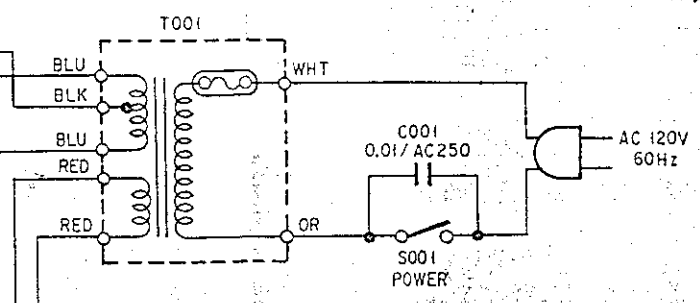 T001
BLU
WHT
BLK
C001
0.01/AC250
AC 120V
60Hz
BLU
RED
RED
OR
S001
POWER